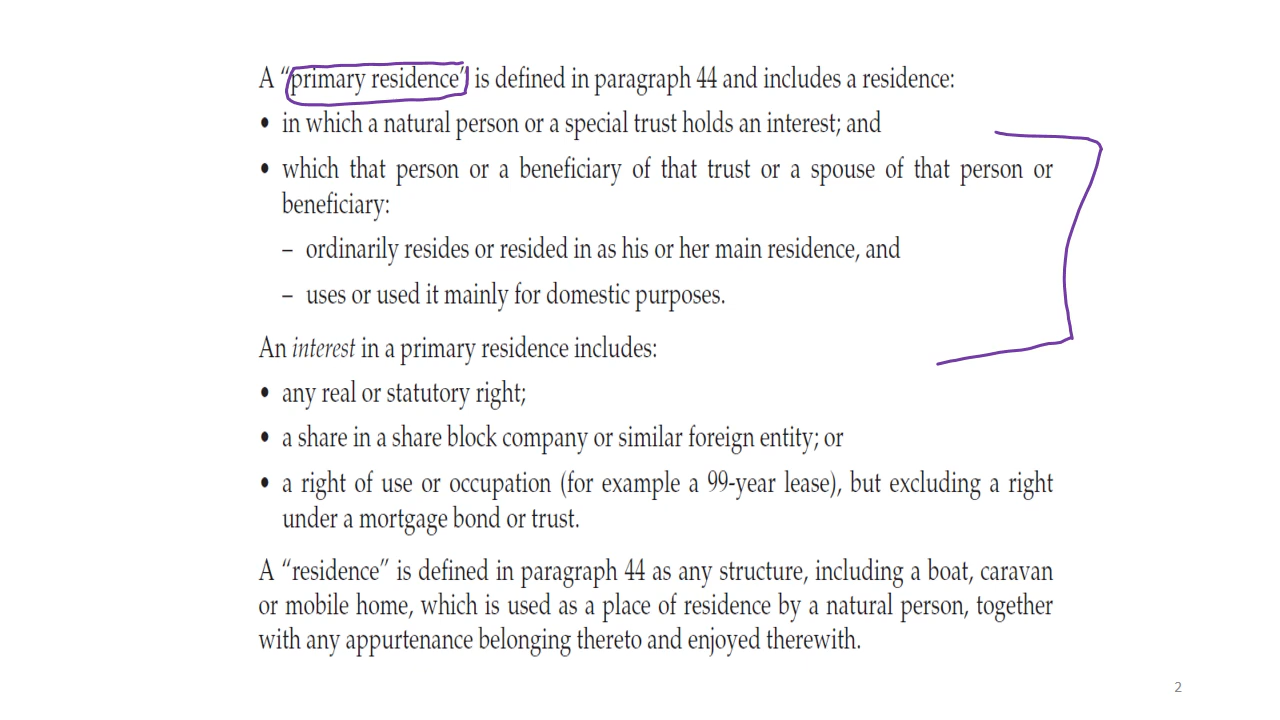 A “primary residence” is defined in paragraph 44 and includes a residence:
• in which a natural person or a special trust holds an interest; and
• which that person or a beneficiary of that trust or a spouse of that person or
beneficiary:
– ordinarily resides or resided in as his or her main residence, and
– uses or used it mainly for domestic purposes.
An interest in a primary residence includes:
• any real or statutory right;
• a share in a share block company or similar foreign entity; or
• a right of use or occupation (for example a 99-year lease), but excluding a right
under a mortgage bond or trust.
A “residence” is defined in paragraph 44 as any structure, including a boat, caravan
or mobile home, which is used as a place of residence by a natural person, together
with any appurtenance belonging thereto and enjoyed therewith.
2